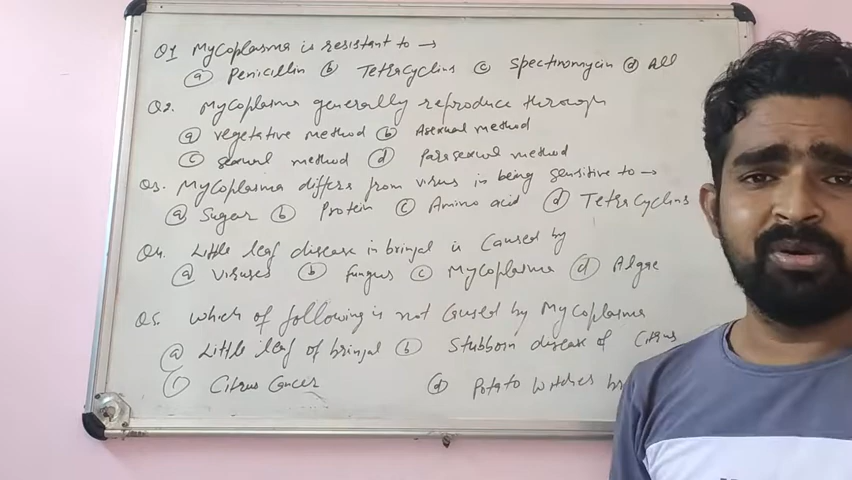 Q1 Mycoplasma is resistant to →
(a) Penicillin (b) Tetracyclins (c) Spectinomycin (d) All
Q2. Mycoplasma generally reproduce through
(a) vegetative method (b) Asexual method
(c) sexual method (d) Parasexual method
Q3. Mycoplasma differs from virus in being sensitive to →
(a) Sugar (b) Protein (c) Amino acid (d) Tetracyclins
Q4. Little leaf disease in brinjal is Caused by
(a) viruses (b) fungus (c) Mycoplasma (d) Algae
Q5. which of following is not Caused by Mycoplasma
(a) Little leaf of brinjal (b) Stubborn disease of Citrus
(c) Citrus Cancer (d) Potato witches